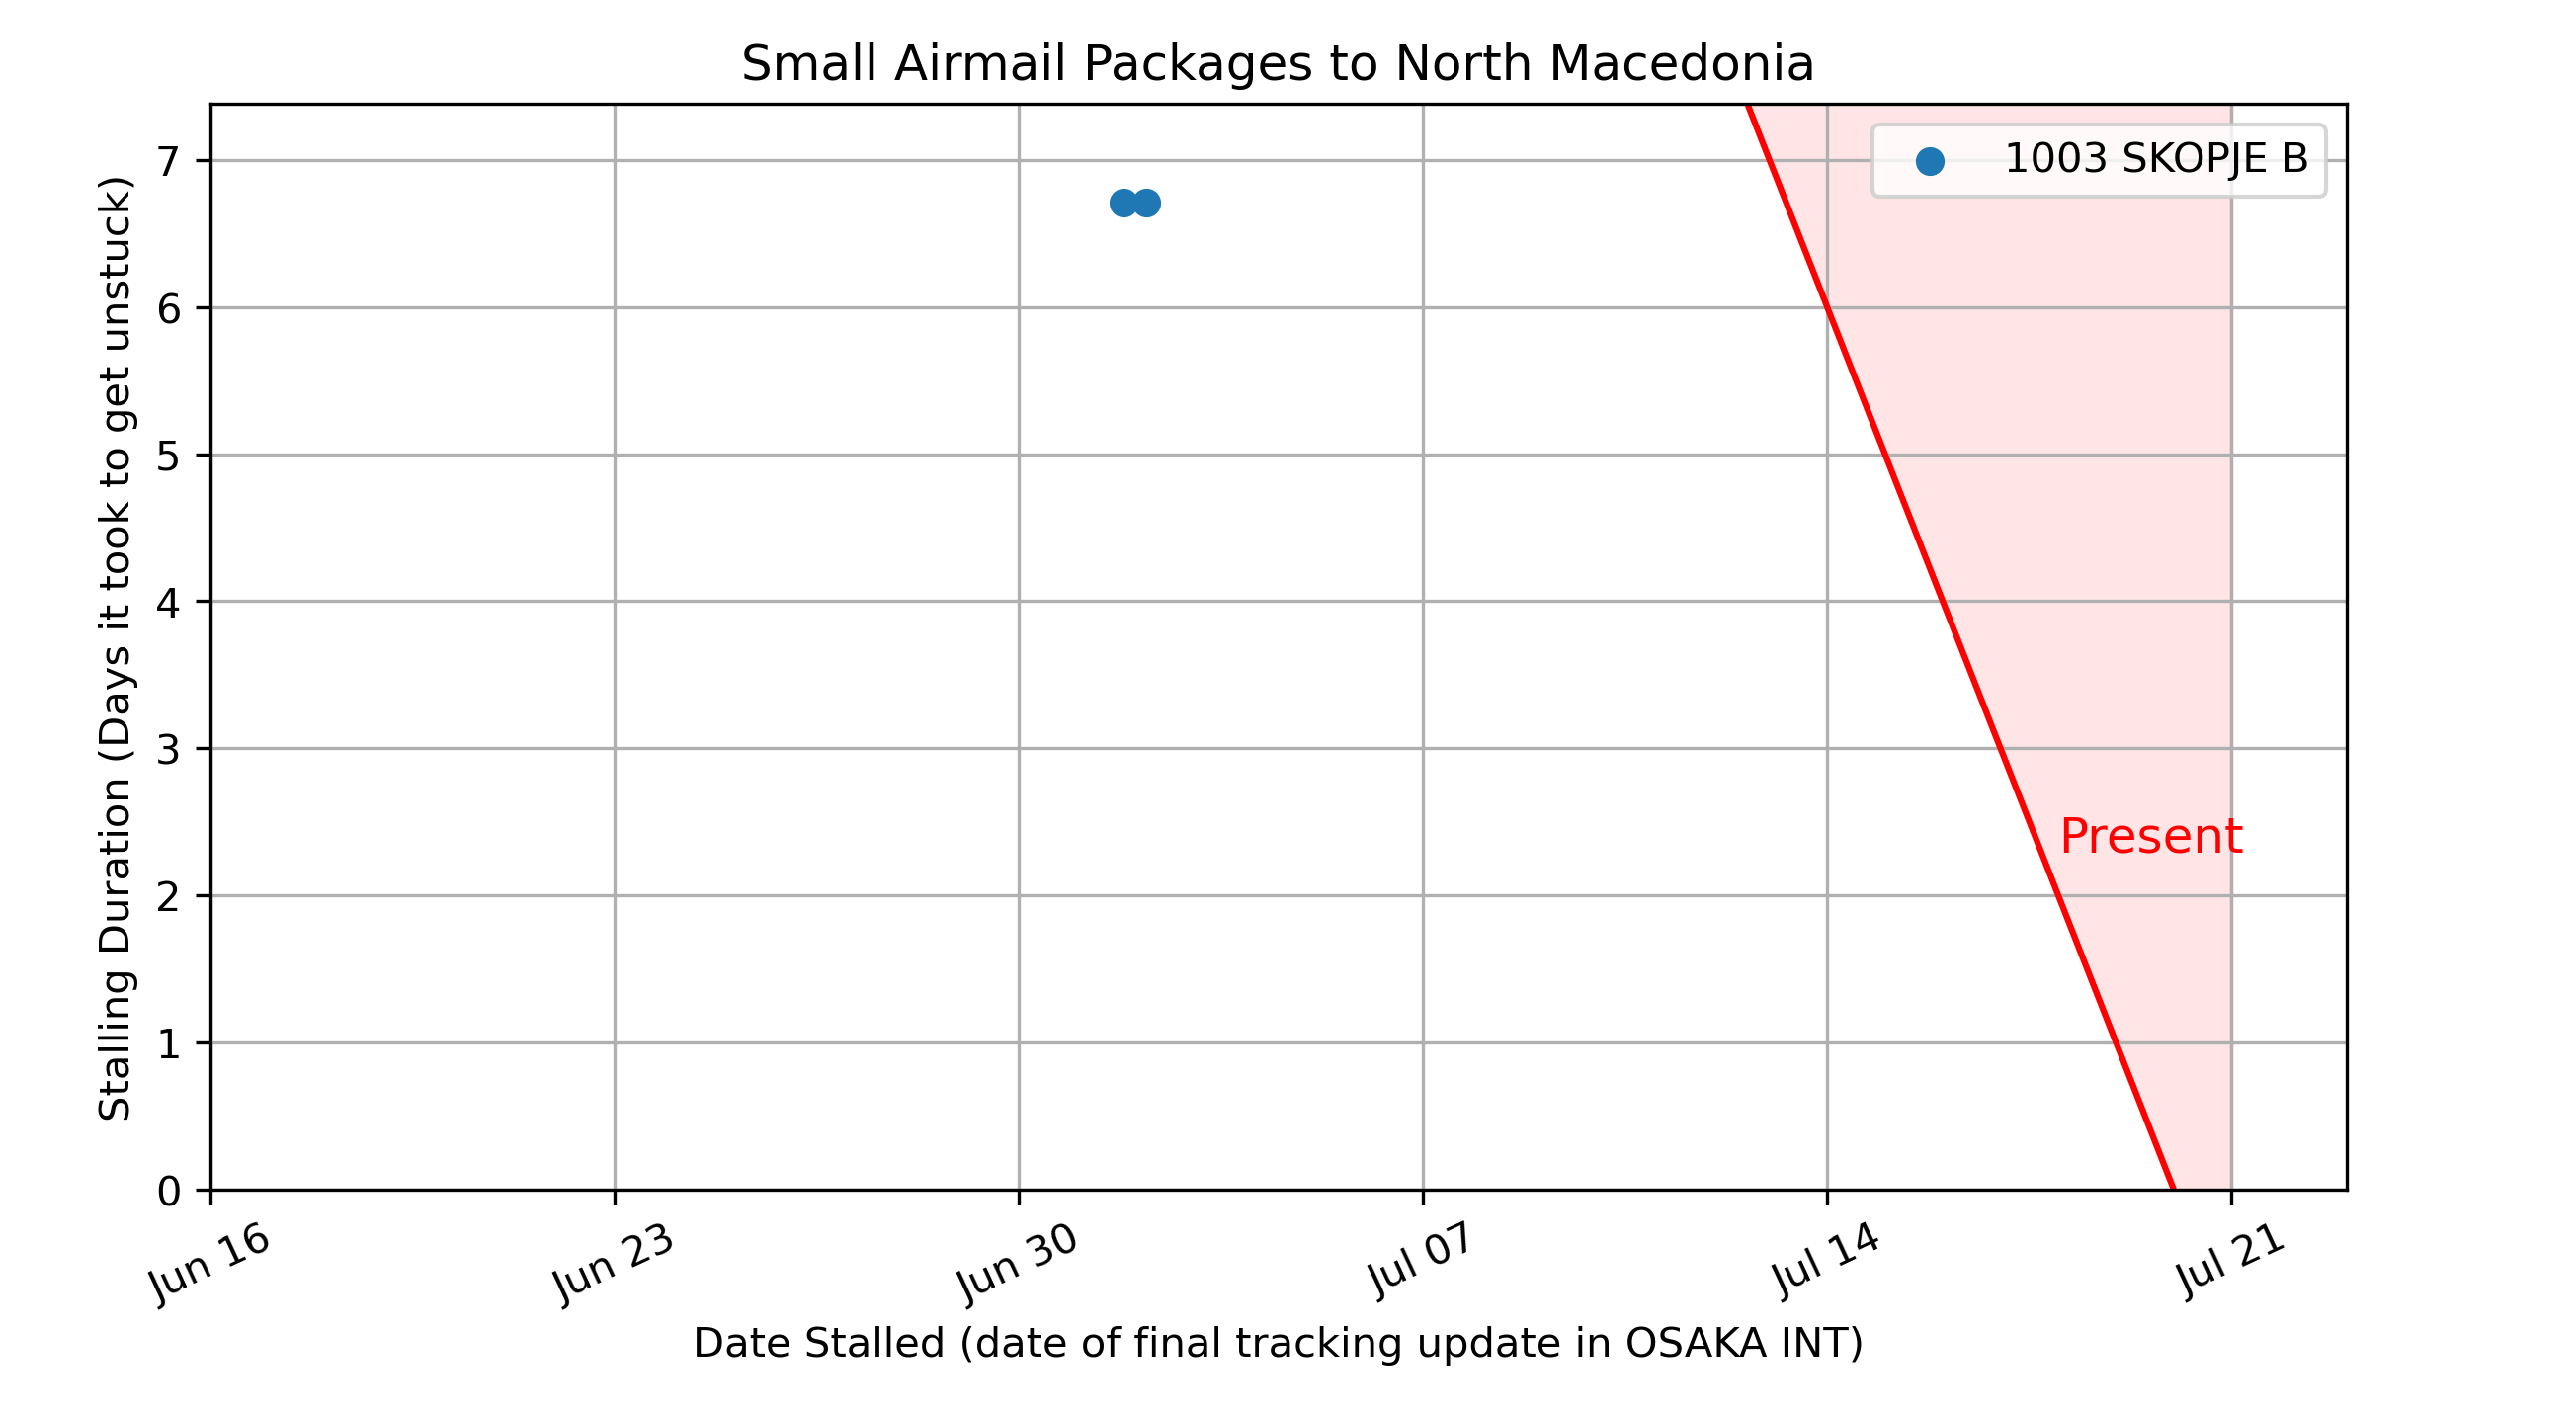 Small Airmail Packages to North Macedonia
1003 SKOPJE B
Stalling Duration (Days it took to get unstuck)
7
6
5
4
3
2
1
0
Present
Jun 16
Jun 23
Jun 30
Jul 07
Jul 14
Jul 21
Date Stalled (date of final tracking update in OSAKA INT)